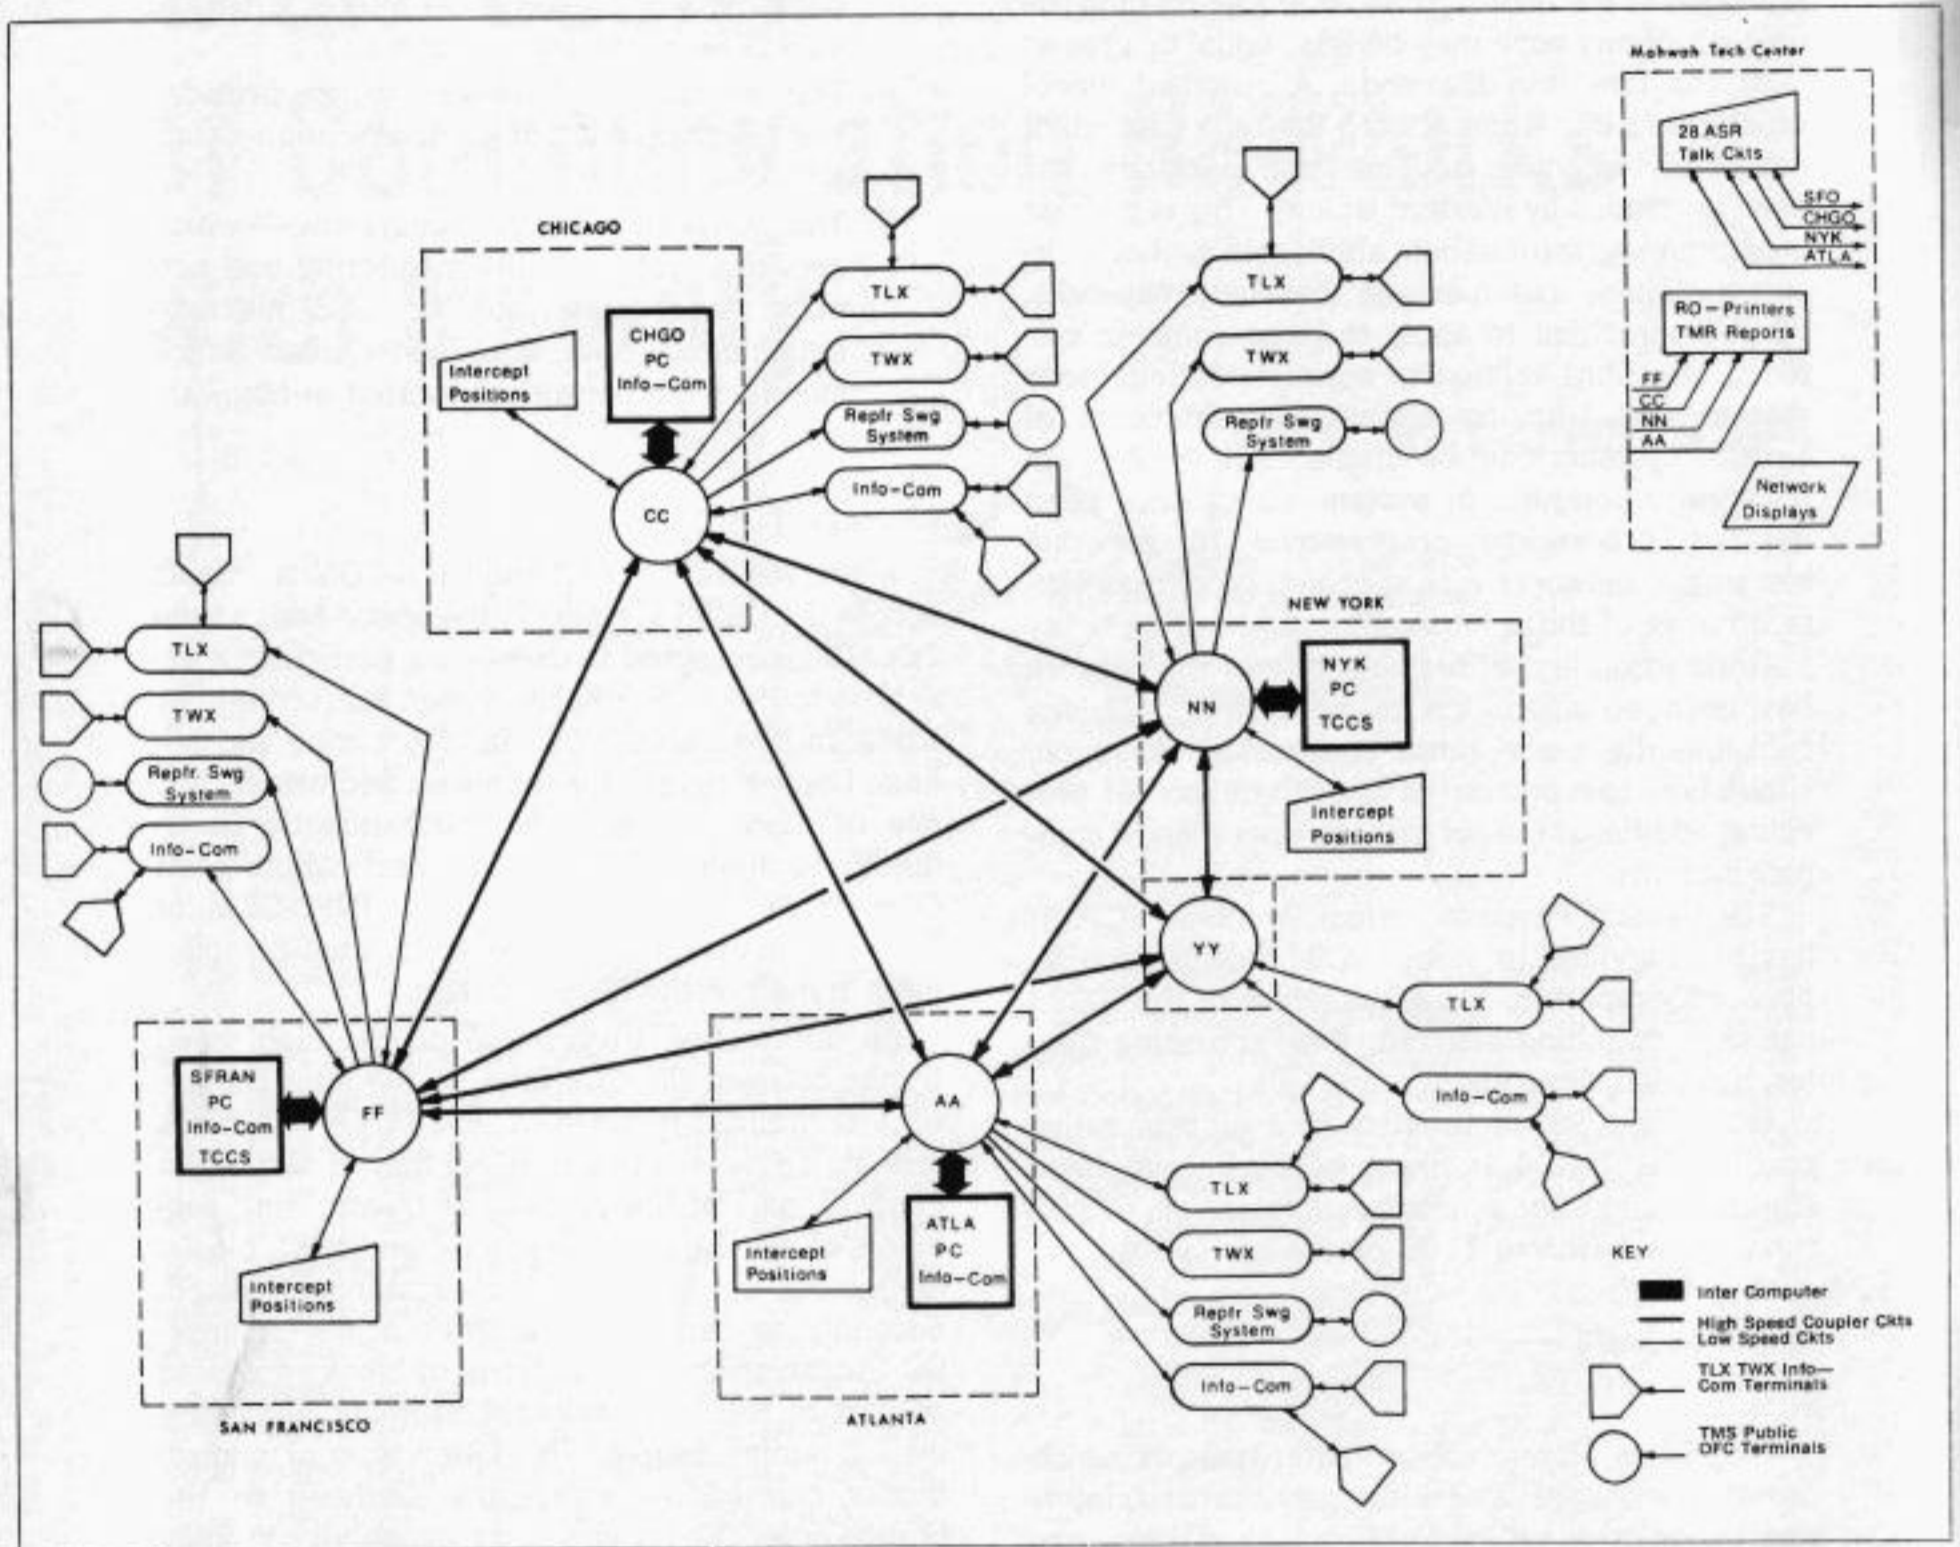 Mahwah Tech Center
28 ASR
Talk Ckts
SFO
CHGO
NYK
ATLA
RO-Printers
TMR Reports
FF
CC
NN
AA
Network
Displays
CHICAGO
Intercept
Positions
CHGO
PC
Info-Com
CC
TLX
TWX
Repfr Swg
System
Info-Com
TLX
TWX
Repfr Swg
System
NEW YORK
NN
NYK
PC
TCCS
Intercept
Positions
YY
TLX
Info-Com
TLX
TWX
Repfr. Swg
System
Info-Com
SFRAN
PC
Info-Com
TCCS
FF
Intercept
Positions
SAN FRANCISCO
AA
Intercept
Positions
ATLA
PC
Info-Com
ATLANTA
TLX
TWX
Repfr Swg
System
Info-Com
KEY
Inter Computer
High Speed Coupler Ckts
Low Speed Ckts
TLX TWX Info-
Com Terminals
TMS Public
OFC Terminals